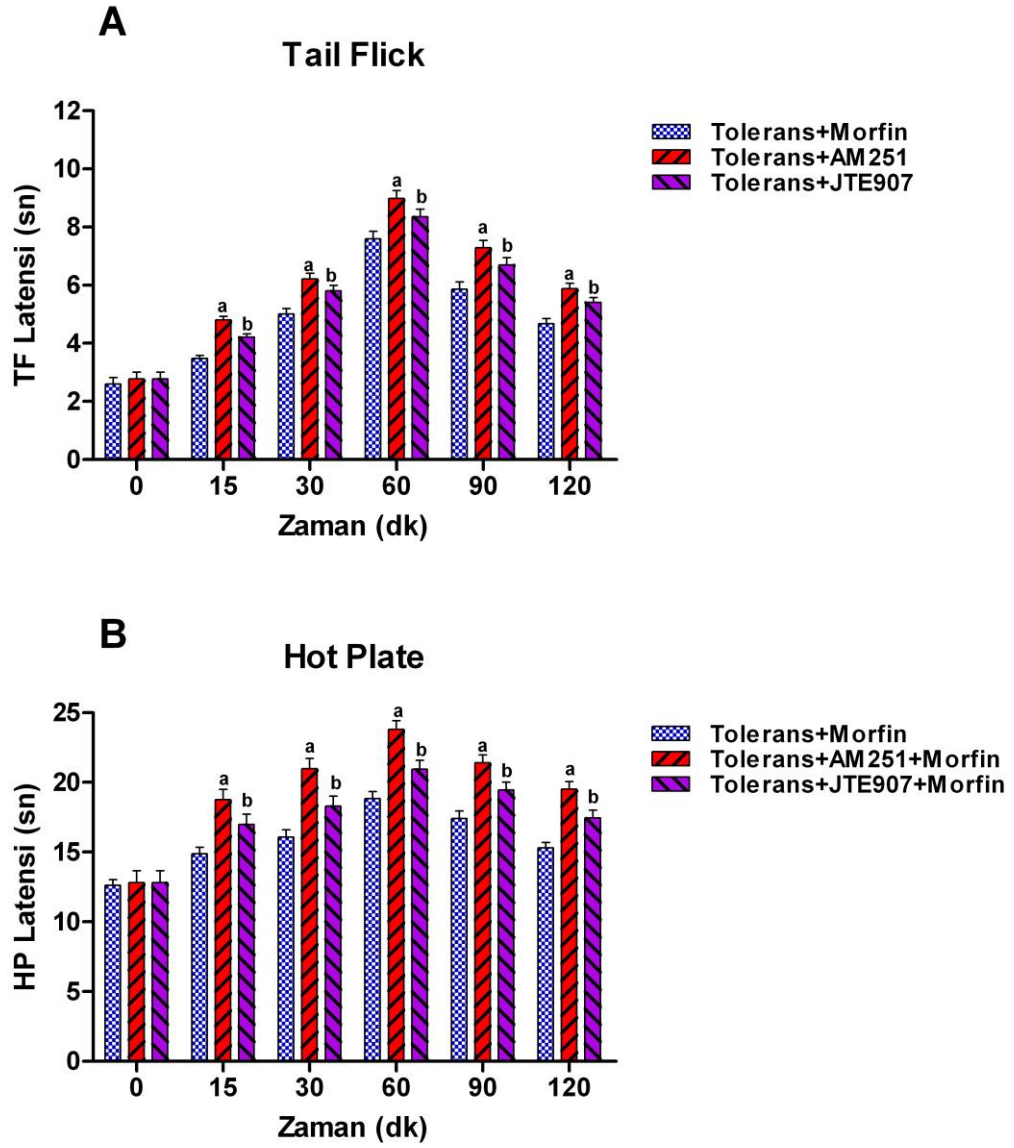 A
Tail Flick
12
10
8
6
4
2
0
TF Latensi (sn)
a
b
a
b
a
b
a
b
a
b
0 15 30 60 90 120
Zaman (dk)
Tolerans+Morfin
Tolerans+AM251
Tolerans+JTE907
B
Hot Plate
25
20
15
10
5
0
HP Latensi (sn)
a
b
a
b
a
b
a
b
a
b
0 15 30 60 90 120
Zaman (dk)
Tolerans+Morfin
Tolerans+AM251+Morfin
Tolerans+JTE907+Morfin